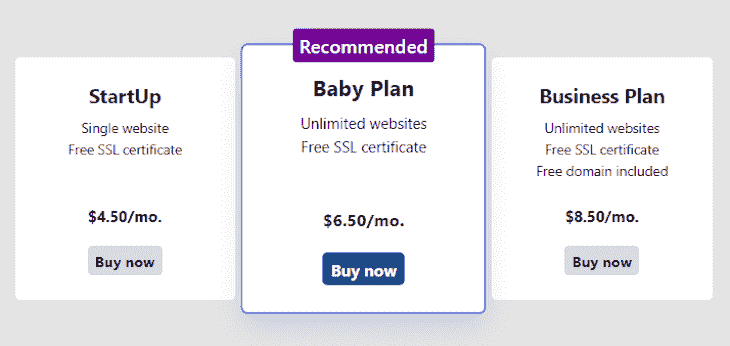 StartUp
Single website
Free SSL certificate
$4.50/mo.
Buy now
Recommended
Baby Plan
Unlimited websites
Free SSL certificate
$6.50/mo.
Buy now
Business Plan
Unlimited websites
Free SSL certificate
Free domain included
$8.50/mo.
Buy now